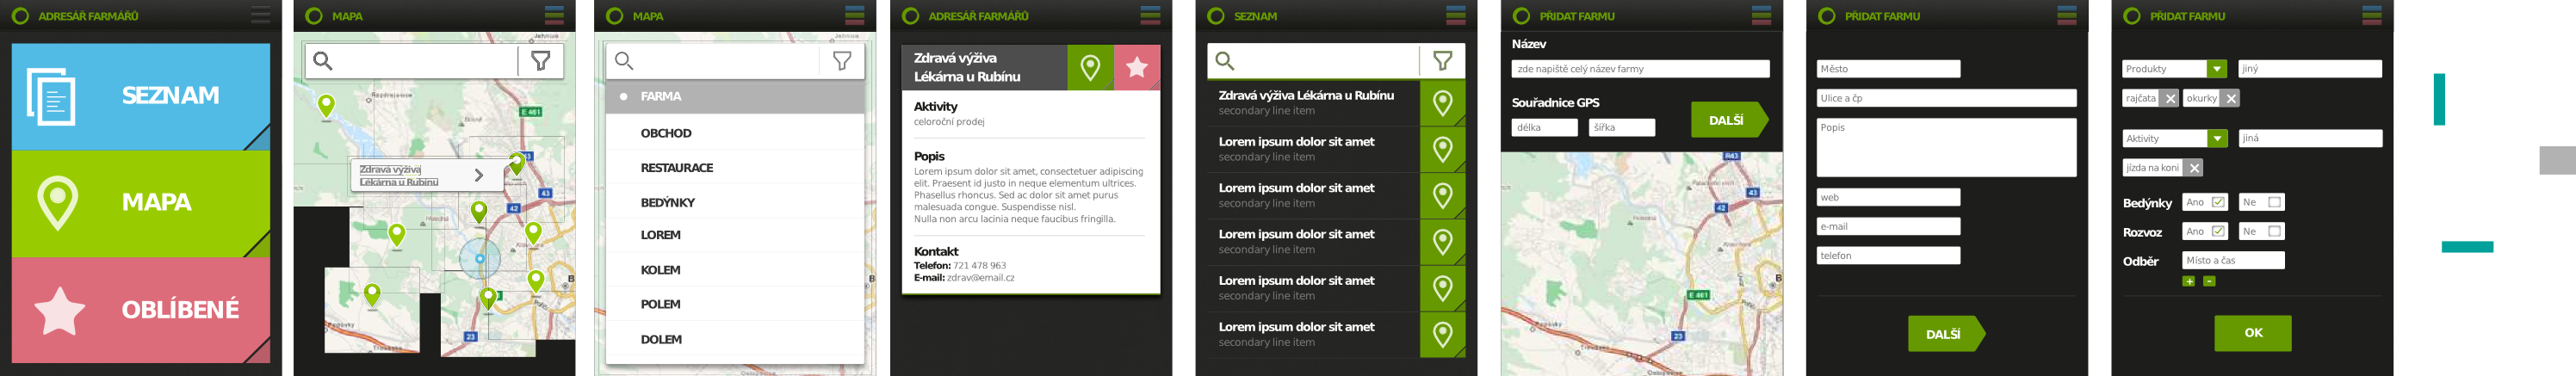 ADRESÁŘ FARMÁŘŮ
SEZNAM
MAPA
OBLÍBENÉ
MAPA
E 461
Zdravá výživa
Lékárna u Rubínu
43
42
23
MAPA
FARMA
OBCHOD
RESTAURACE
BEDÝNKY
LOREM
KOLEM
POLEM
DOLEM
ADRESÁŘ FARMÁŘŮ
Zdravá výživa
Lékárna u Rubínu
Aktivity
celoroční prodej
Popis
Lorem ipsum dolor sit amet, consectetuer adipiscing
elit. Praesent id justo in neque elementum ultrices.
Phasellus rhoncus. Sed ac dolor sit amet purus
malesuada congue. Suspendisse nisl.
Nulla non arcu lacinia neque faucibus fringilla.
Kontakt
Telefon: 721 478 963
E-mail: zdrav@email.cz
SEZNAM
Zdravá výživa Lékárna u Rubínu
secondary line item
Lorem ipsum dolor sit amet
secondary line item
Lorem ipsum dolor sit amet
secondary line item
Lorem ipsum dolor sit amet
secondary line item
Lorem ipsum dolor sit amet
secondary line item
Lorem ipsum dolor sit amet
secondary line item
PŘIDAT FARMU
Název
zde napiště celý název farmy
Souřadnice GPS
délka
šířka
DALŠÍ
43
42
E 461
23
PŘIDAT FARMU
Město
Ulice a čp
Popis
web
e-mail
telefon
DALŠÍ
PŘIDAT FARMU
Produkty
jiný
rajčata
okurky
Aktivity
jiná
jízda na koni
Bedýnky Ano Ne
Rozvoz Ano Ne
Odběr Místo a čas
+ -
OK